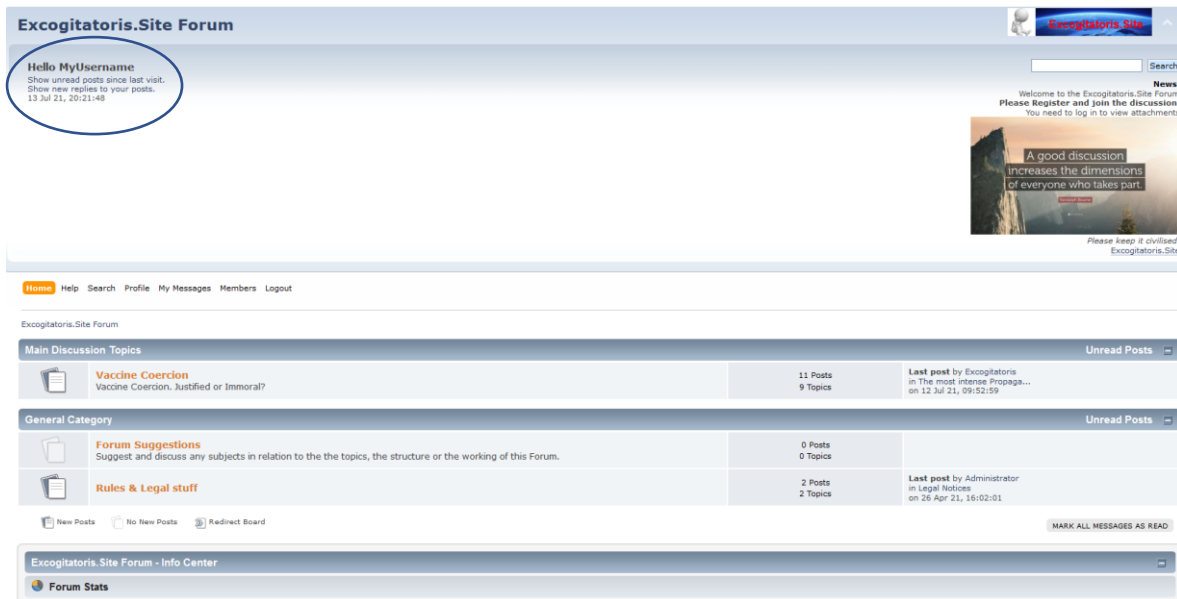 Excogitatoris.Site Forum
Excogitatoris Site
Hello MyUsername
Show unread posts since last visit.
Show new replies to your posts.
13 Jul 21, 20:21:48
Search
News
Welcome to the Excogitatoris.Site Forum
Please Register and join the discussion
You need to log in to view attachments
A good discussion
increases the dimensions
of everyone who takes part.
Please keep it civilised
Excogitatoris.Site
Home Help Search Profile My Messages Members Logout
Excogitatoris.Site Forum
Main Discussion Topics Unread Posts
Vaccine Coercion
Vaccine Coercion. Justified or Immoral?
11 Posts
9 Topics
Last post by Excogitatoris
in The most intense Propaga...
on 12 Jul 21, 09:52:59
General Category Unread Posts
Forum Suggestions
Suggest and discuss any subjects in relation to the the topics, the structure or the working of this Forum.
0 Posts
0 Topics
Rules & Legal stuff
2 Posts
2 Topics
Last post by Administrator
in Legal Notices
on 26 Apr 21, 16:02:01
New Posts No New Posts Redirect Board
MARK ALL MESSAGES AS READ
Excogitatoris.Site Forum - Info Center
Forum Stats